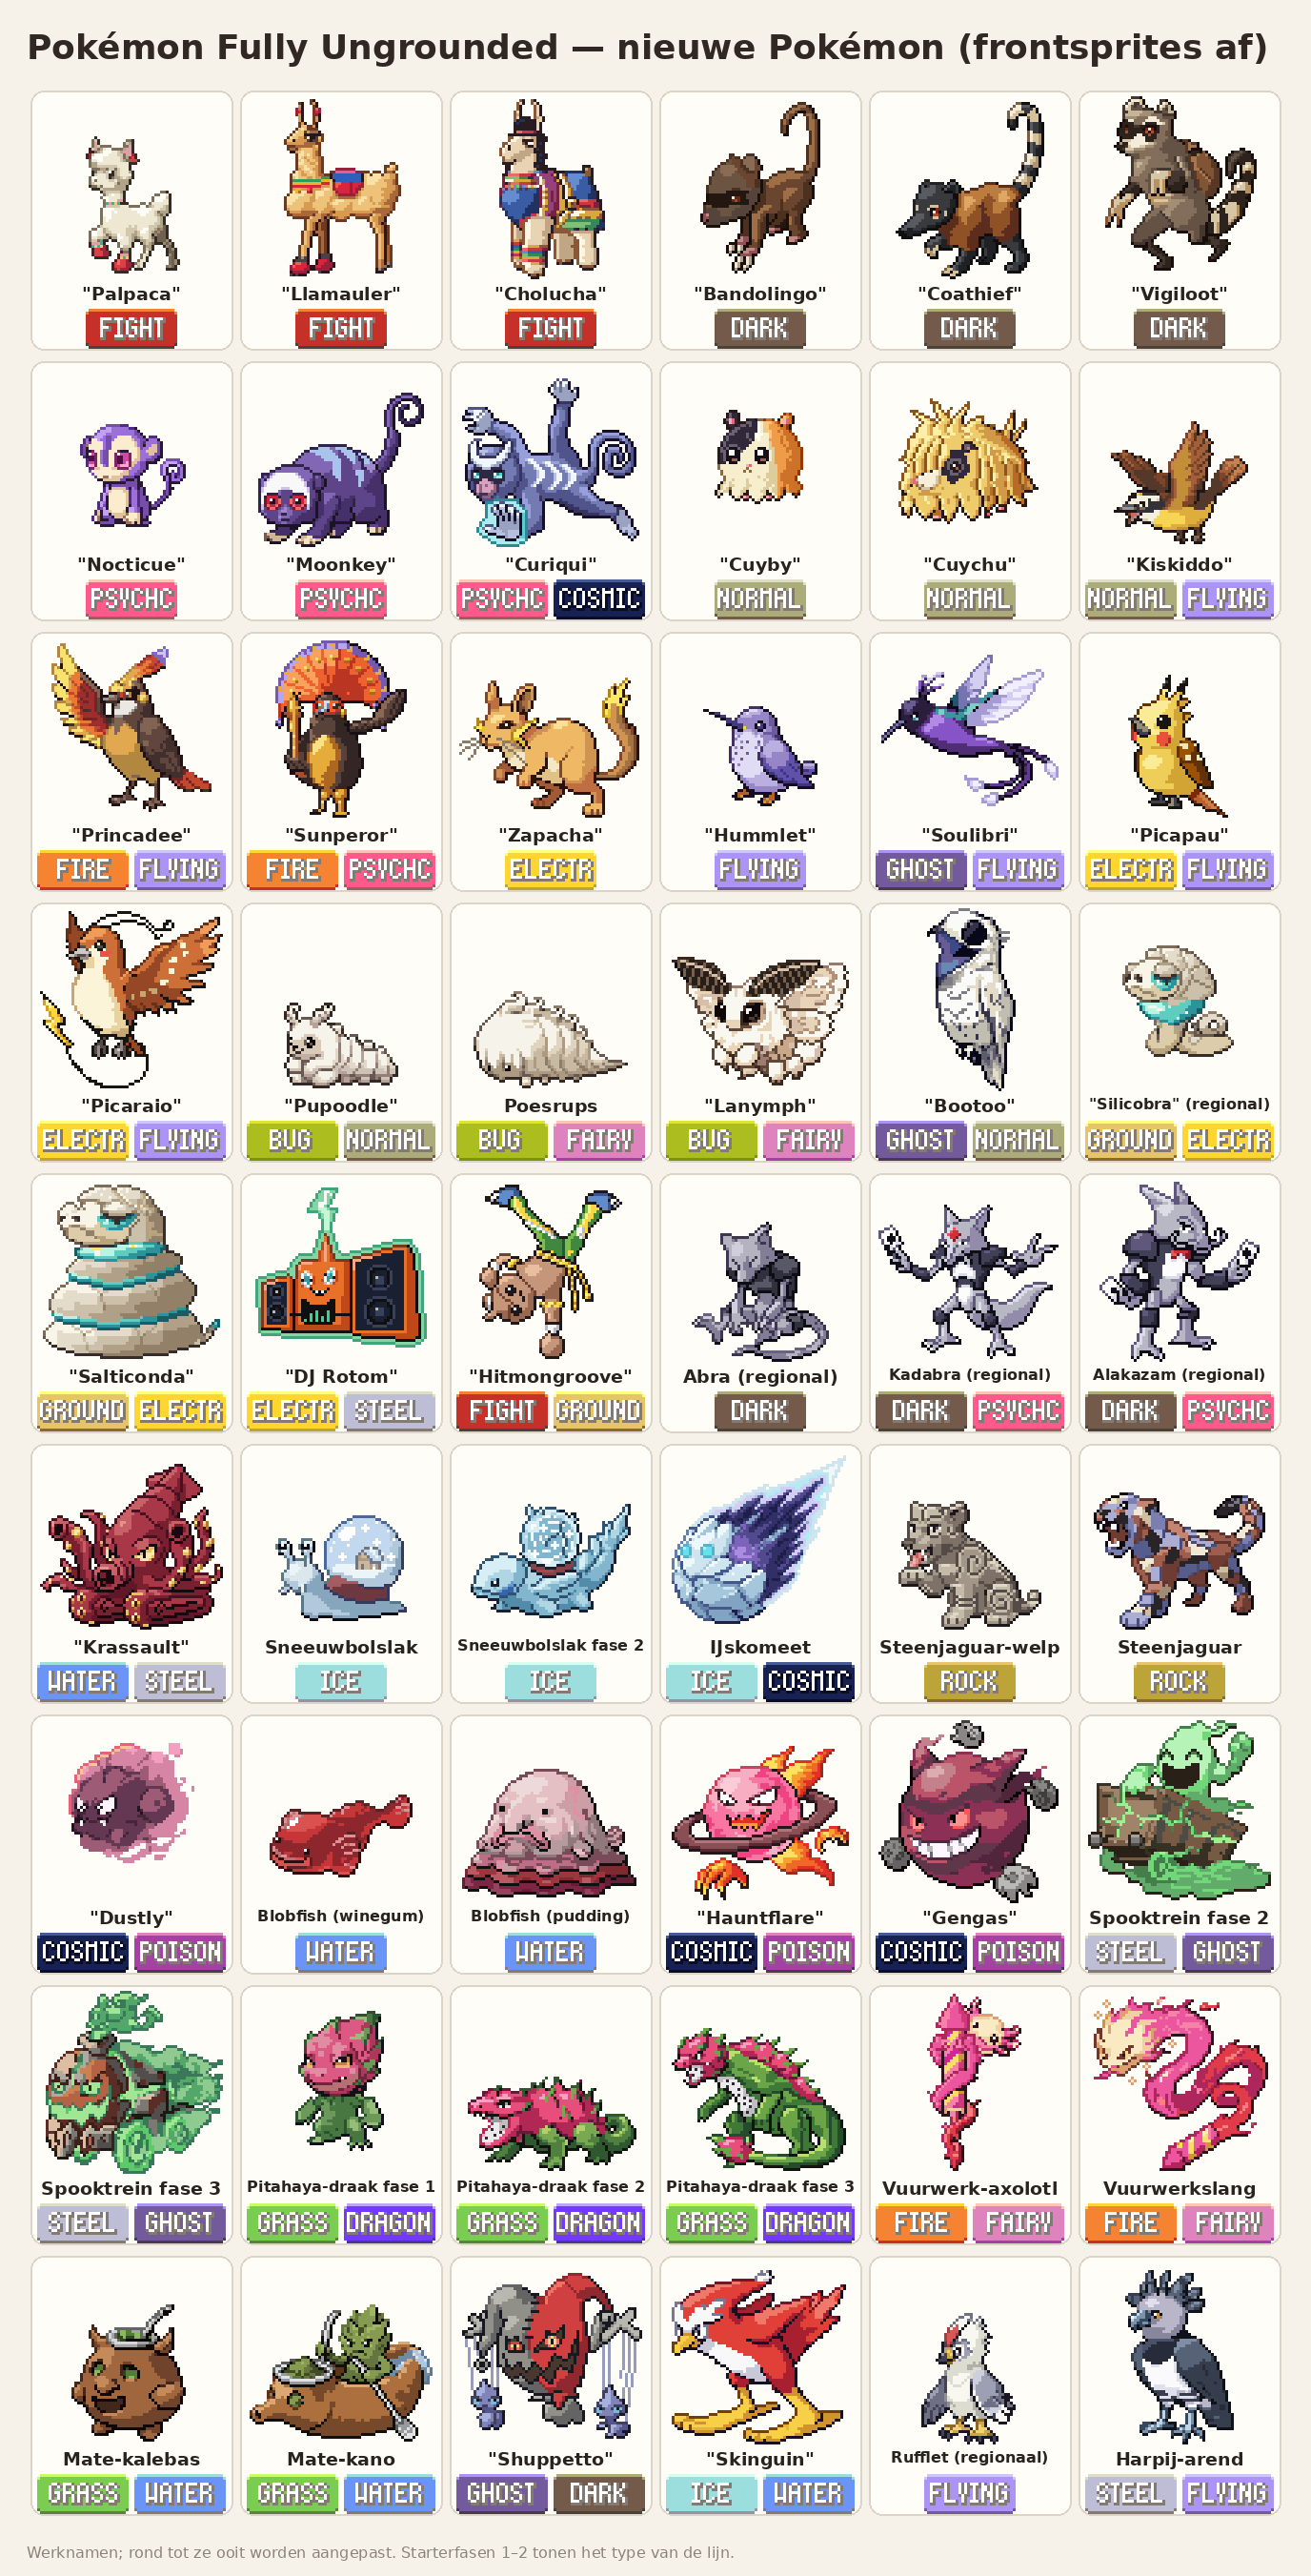 Pokémon Fully Ungrounded — nieuwe Pokémon (frontsprites af)
"Palpaca" "Llamauler" "Cholucha" "Bandolingo" "Coathief" "Vigiloot"
FIGHT FIGHT FIGHT DARK DARK DARK
"Nocticue" "Moonkey" "Curiqui" "Cuyby" "Cuychu" "Kiskiddo"
PSYCHC PSYCHC PSYCHC COSMIC NORMAL NORMAL NORMAL FLYING
"Princadee" "Sunperor" "Zapacha" "Hummlet" "Soulibri" "Picapau"
FIRE FLYING FIRE PSYCHC ELECTR FLYING GHOST FLYING ELECTR FLYING
"Picaraio" "Pupoodle" Poesrups "Lanymph" "Bootoo" "Silicobra" (regional)
ELECTR FLYING BUG NORMAL BUG FAIRY BUG FAIRY GHOST NORMAL GROUND ELECTR
"Salticonda" "DJ Rotom" "Hitmongroove" Abra (regional) Kadabra (regional) Alakazam (regional)
GROUND ELECTR ELECTR STEEL FIGHT GROUND DARK DARK PSYCHC DARK PSYCHC
"Krassault" Sneeuwbolslak Sneeuwbolslak fase 2 IJskomeet Steenjaguar-welp Steenjaguar
WATER STEEL ICE ICE ICE COSMIC ROCK ROCK
"Dustly" Blobfish (winegum) Blobfish (pudding) "Hauntflare" "Gengas" Spooktrein fase 2
COSMIC POISON WATER WATER COSMIC POISON COSMIC POISON STEEL GHOST
Spooktrein fase 3 Pitahaya-draak fase 1 Pitahaya-draak fase 2 Pitahaya-draak fase 3 Vuurwerk-axolotl Vuurwerkslang
STEEL GHOST GRASS DRAGON GRASS DRAGON GRASS DRAGON FIRE FAIRY FIRE FAIRY
Mate-kalebas Mate-kano "Shuppetto" "Skinguin" Rufflet (regionaal) Harpij-arend
GRASS WATER GRASS WATER GHOST DARK ICE WATER FLYING STEEL FLYING
Werknamen; rond tot ze ooit worden aangepast. Starterfasen 1–2 tonen het type van de lijn.